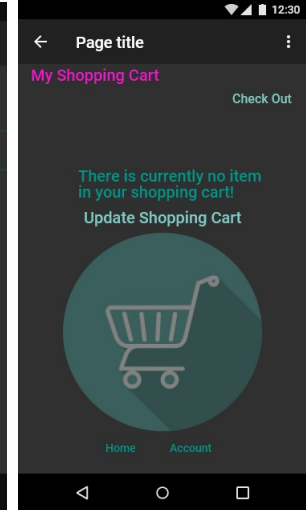 12:30
Page title
My Shopping Cart
Check Out
There is currently no item
in your shopping cart!
Update Shopping Cart
Home Account